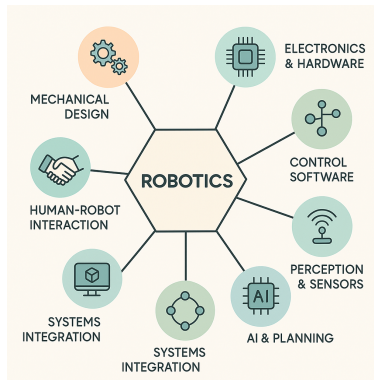 ELECTRONICS
& HARDWARE
MECHANICAL
DESIGN
CONTROL
SOFTWARE
ROBOTICS
HUMAN-ROBOT
INTERACTION
PERCEPTION
& SENSORS
AI
SYSTEMS
INTEGRATION
AI & PLANNING
SYSTEMS
INTEGRATION